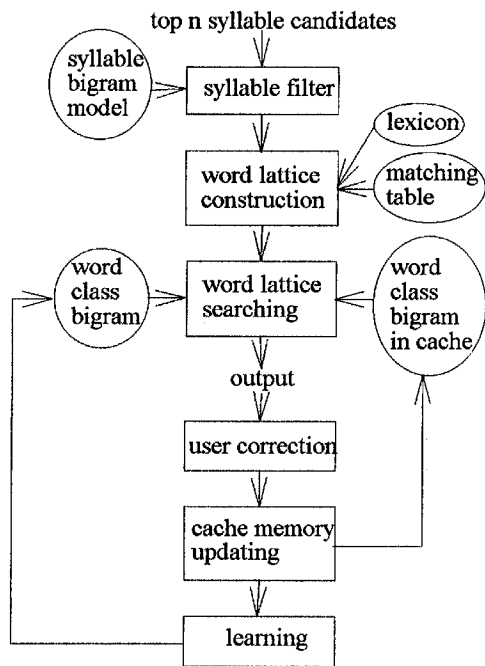 top n syllable candidates
syllable
bigram
model
syllable filter
lexicon
word lattice
construction
matching
table
word
class
bigram
word lattice
searching
word
class
bigram
in cache
output
user correction
cache memory
updating
learning